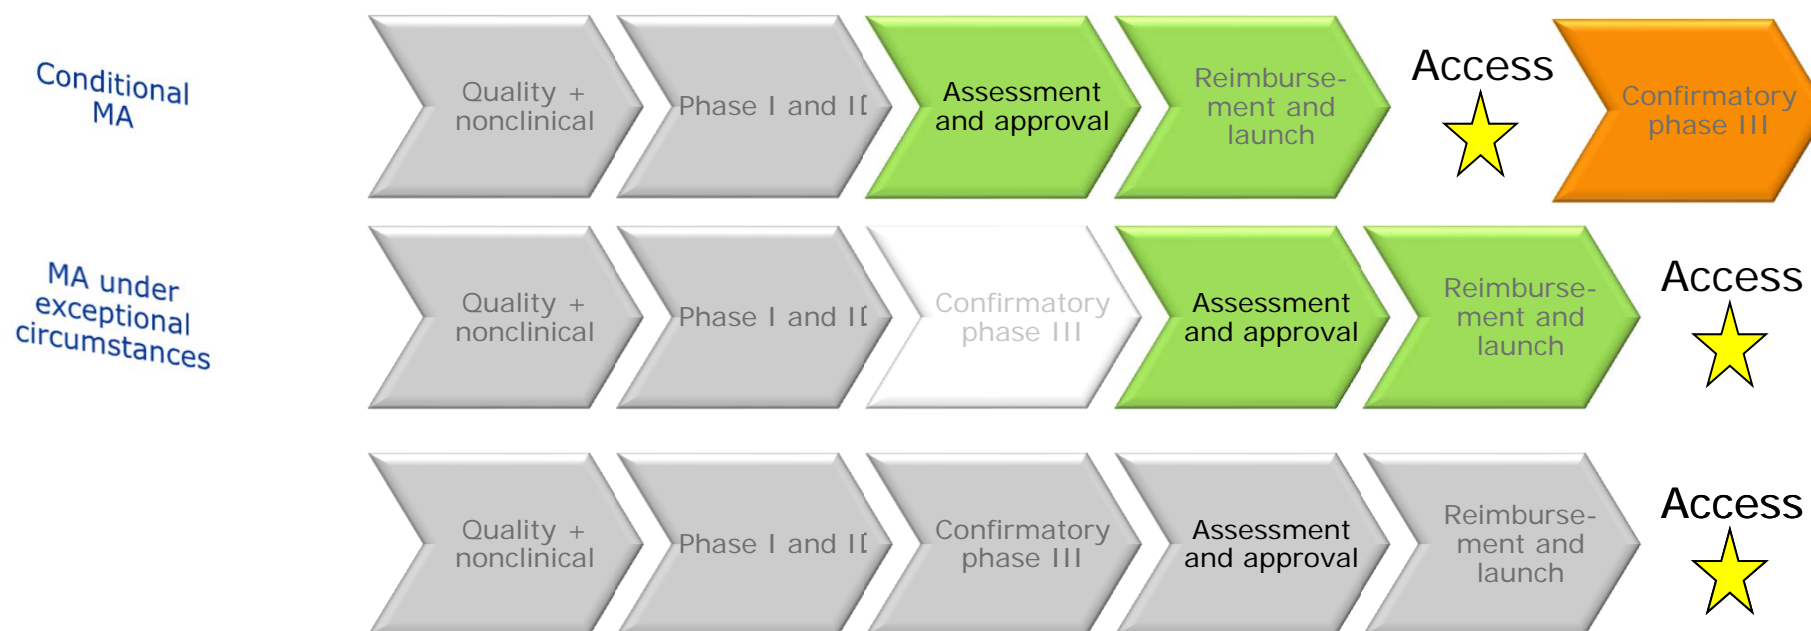 Conditional
MA
Quality +
nonclinical
Phase I and II
Assessment
and approval
Reimburse-
ment and
launch
Access
Confirmatory
phase III
MA under
exceptional
circumstances
Quality +
nonclinical
Phase I and II
Confirmatory
phase III
Assessment
and approval
Reimburse-
ment and
launch
Access
Quality +
nonclinical
Phase I and II
Confirmatory
phase III
Assessment
and approval
Reimburse-
ment and
launch
Access